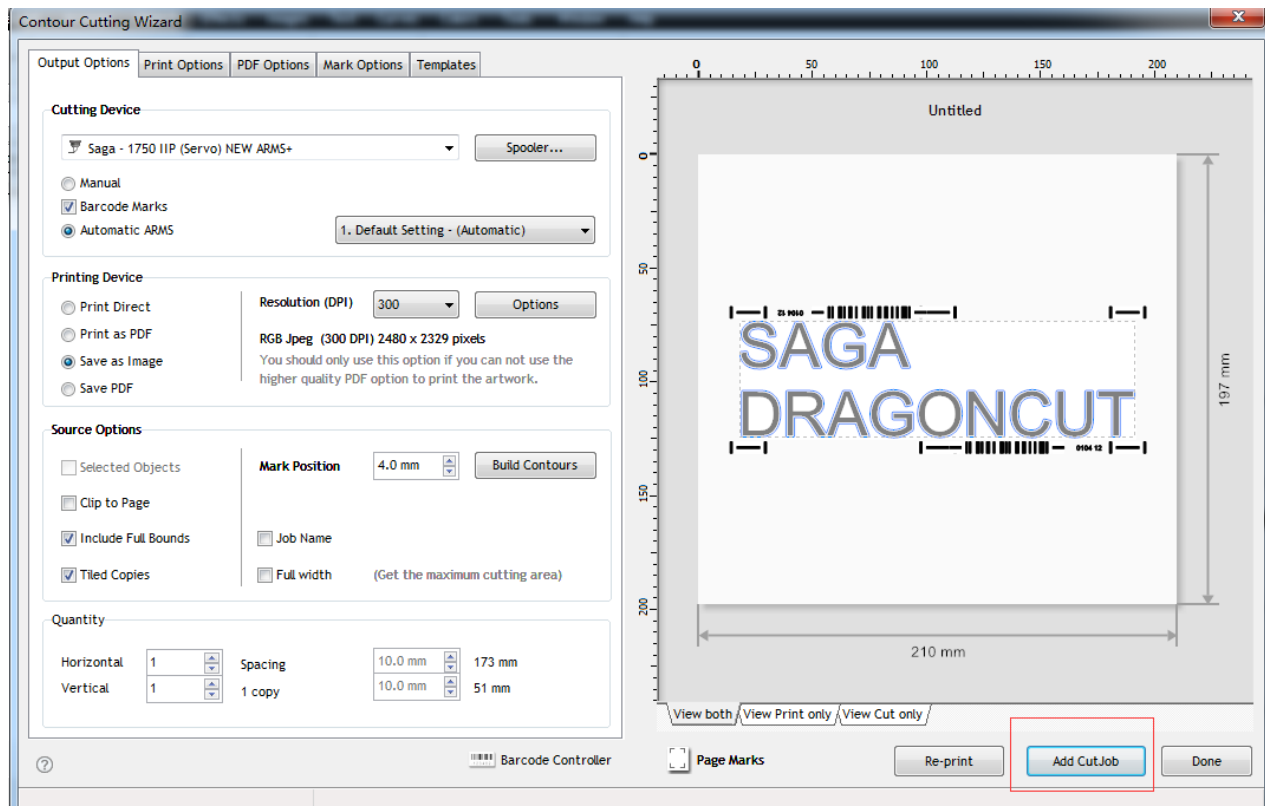 Contour Cutting Wizard
Output Options
Print Options
PDF Options
Mark Options
Templates
Cutting Device
Saga - 1750 IIP (Servo) NEW ARMS+
Spooler...
Manual
Barcode Marks
Automatic ARMS
1. Default Setting - (Automatic)
Printing Device
Print Direct
Resolution (DPI)
300
Options
Print as PDF
RGB Jpeg (300 DPI) 2480 x 2329 pixels
Save as Image
You should only use this option if you can not use the
higher quality PDF option to print the artwork.
Save PDF
Source Options
Selected Objects
Mark Position
4.0 mm
Build Contours
Clip to Page
Include Full Bounds
Job Name
Tiled Copies
Full width
(Get the maximum cutting area)
Quantity
Horizontal
1
Spacing
10.0 mm
173 mm
Vertical
1
1 copy
10.0 mm
51 mm
Barcode Controller
0 50 100 150 200
Untitled
0
50
100
150
200
0104 12
SAGA
DRAGONCUT
0104 12
197 mm
210 mm
View both
View Print only
View Cut only
Page Marks
Re-print
Add CutJob
Done